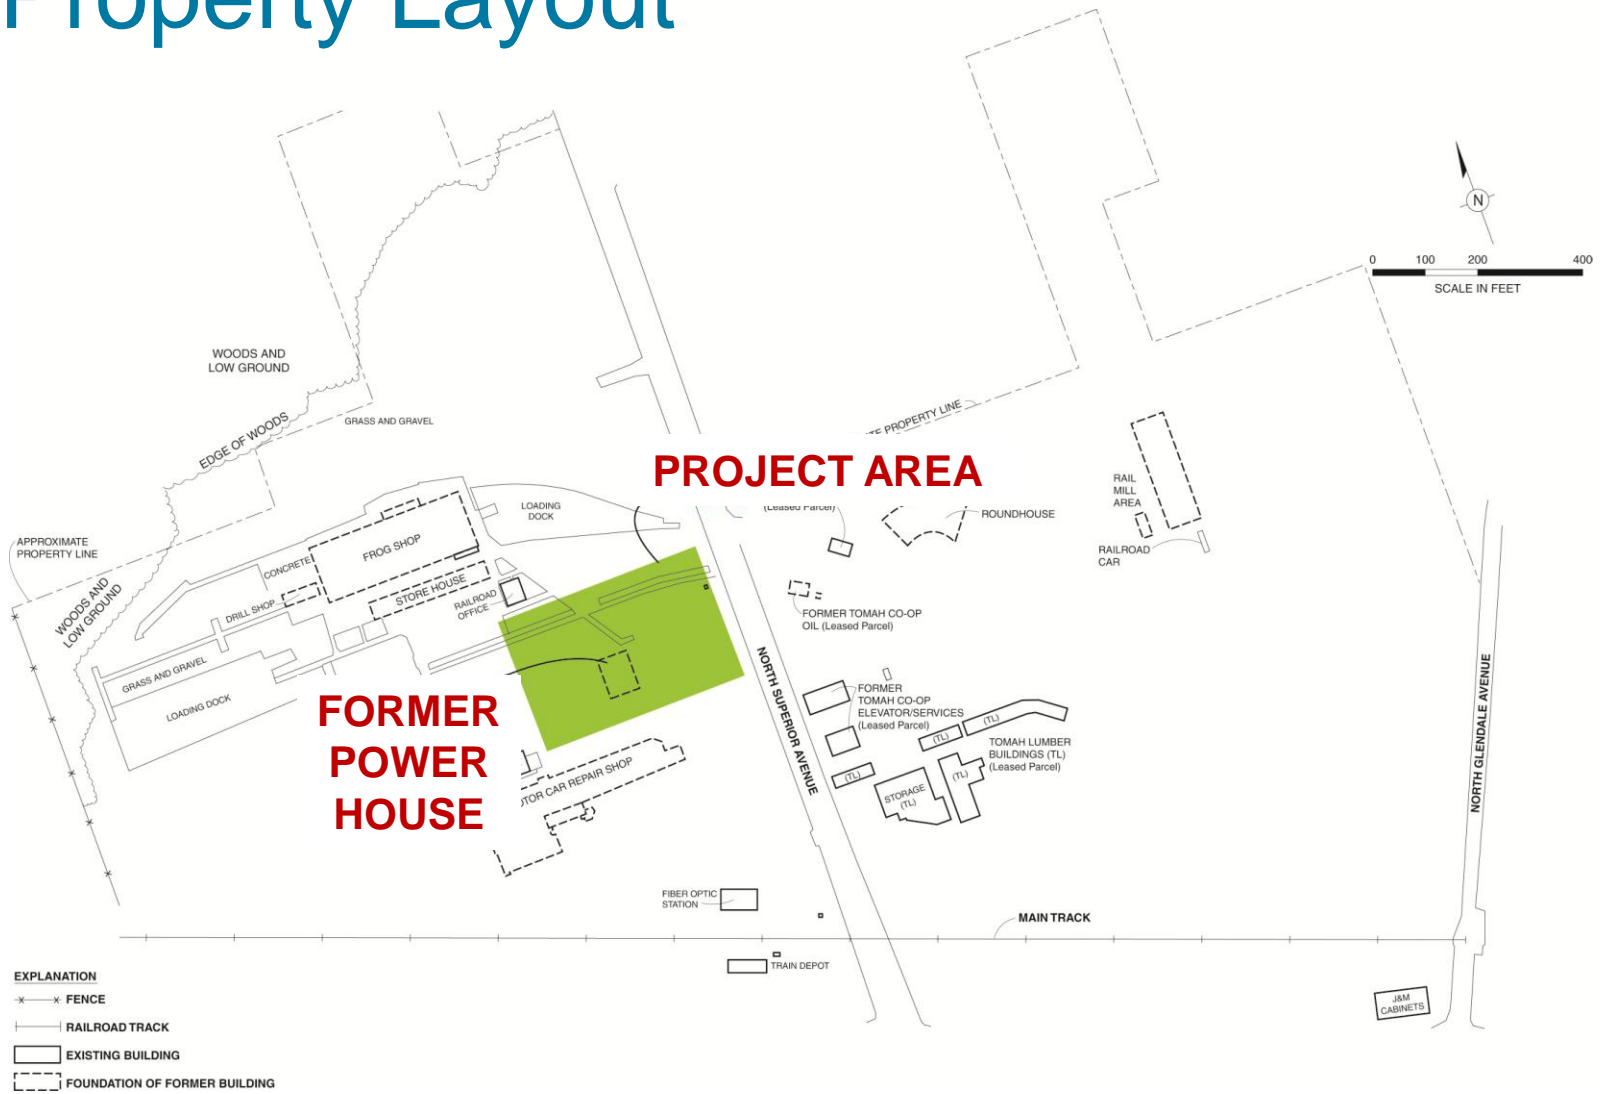 Property Layout
N
0 100 200 400
SCALE IN FEET
WOODS AND
LOW GROUND
EDGE OF WOODS
GRASS AND GRAVEL
PROPERTY LINE
PROJECT AREA
(Leased Parcel)
ROUNDHOUSE
RAIL
MILL
AREA
RAILROAD
CAR
LOADING
DOCK
APPROXIMATE
PROPERTY LINE
FROG SHOP
CONCRETE
STORE HOUSE
DRILL SHOP
RAILROAD
OFFICE
WOODS AND
LOW GROUND
GRASS AND GRAVEL
LOADING DOCK
FORMER TOMAH CO-OP
OIL (Leased Parcel)
FORMER
POWER
HOUSE
NORTH SUPERIOR AVENUE
FORMER
TOMAH CO-OP
ELEVATOR/SERVICES
(Leased Parcel)
(TL)
(TL)
TOMAH LUMBER
BUILDINGS (TL)
(Leased Parcel)
(TL)
(TL)
STORAGE
(TL)
NORTH GLENDALE AVENUE
CAR REPAIR SHOP
FIBER OPTIC
STATION
MAIN TRACK
TRAIN DEPOT
J&M
CABINETS
EXPLANATION
FENCE
RAILROAD TRACK
EXISTING BUILDING
FOUNDATION OF FORMER BUILDING